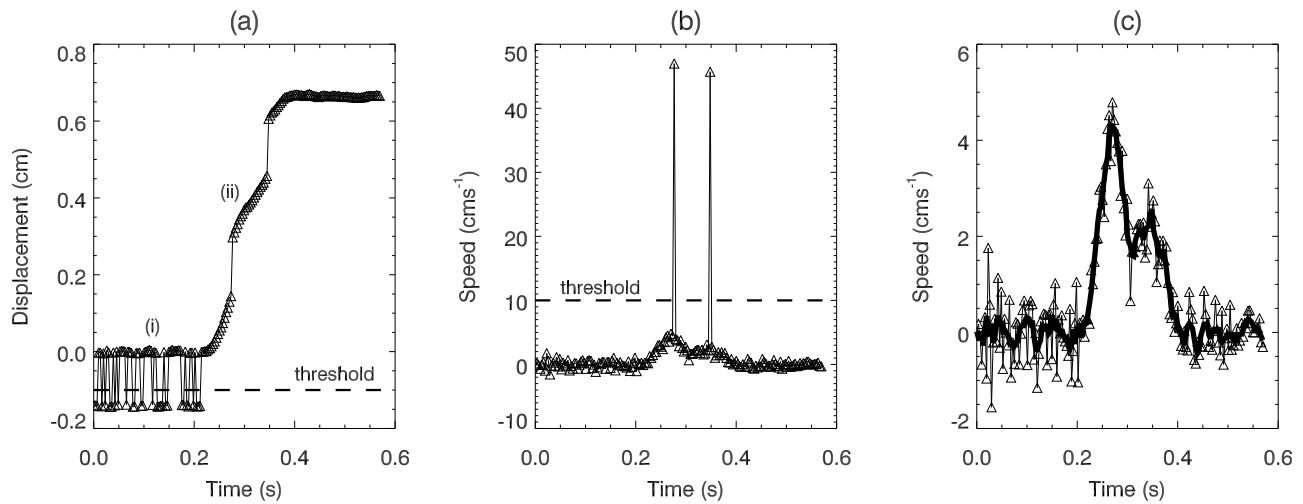 (a)
0.8
0.6
0.4
0.2
0.0
-0.2
Displacement (cm)
(i)
(ii)
threshold
0.0 0.2 0.4 0.6
Time (s)
(b)
50
40
30
20
10
0
-10
Speed (cms-1)
threshold
0.0 0.2 0.4 0.6
Time (s)
(c)
6
4
2
0
-2
Speed (cms-1)
0.0 0.2 0.4 0.6
Time (s)